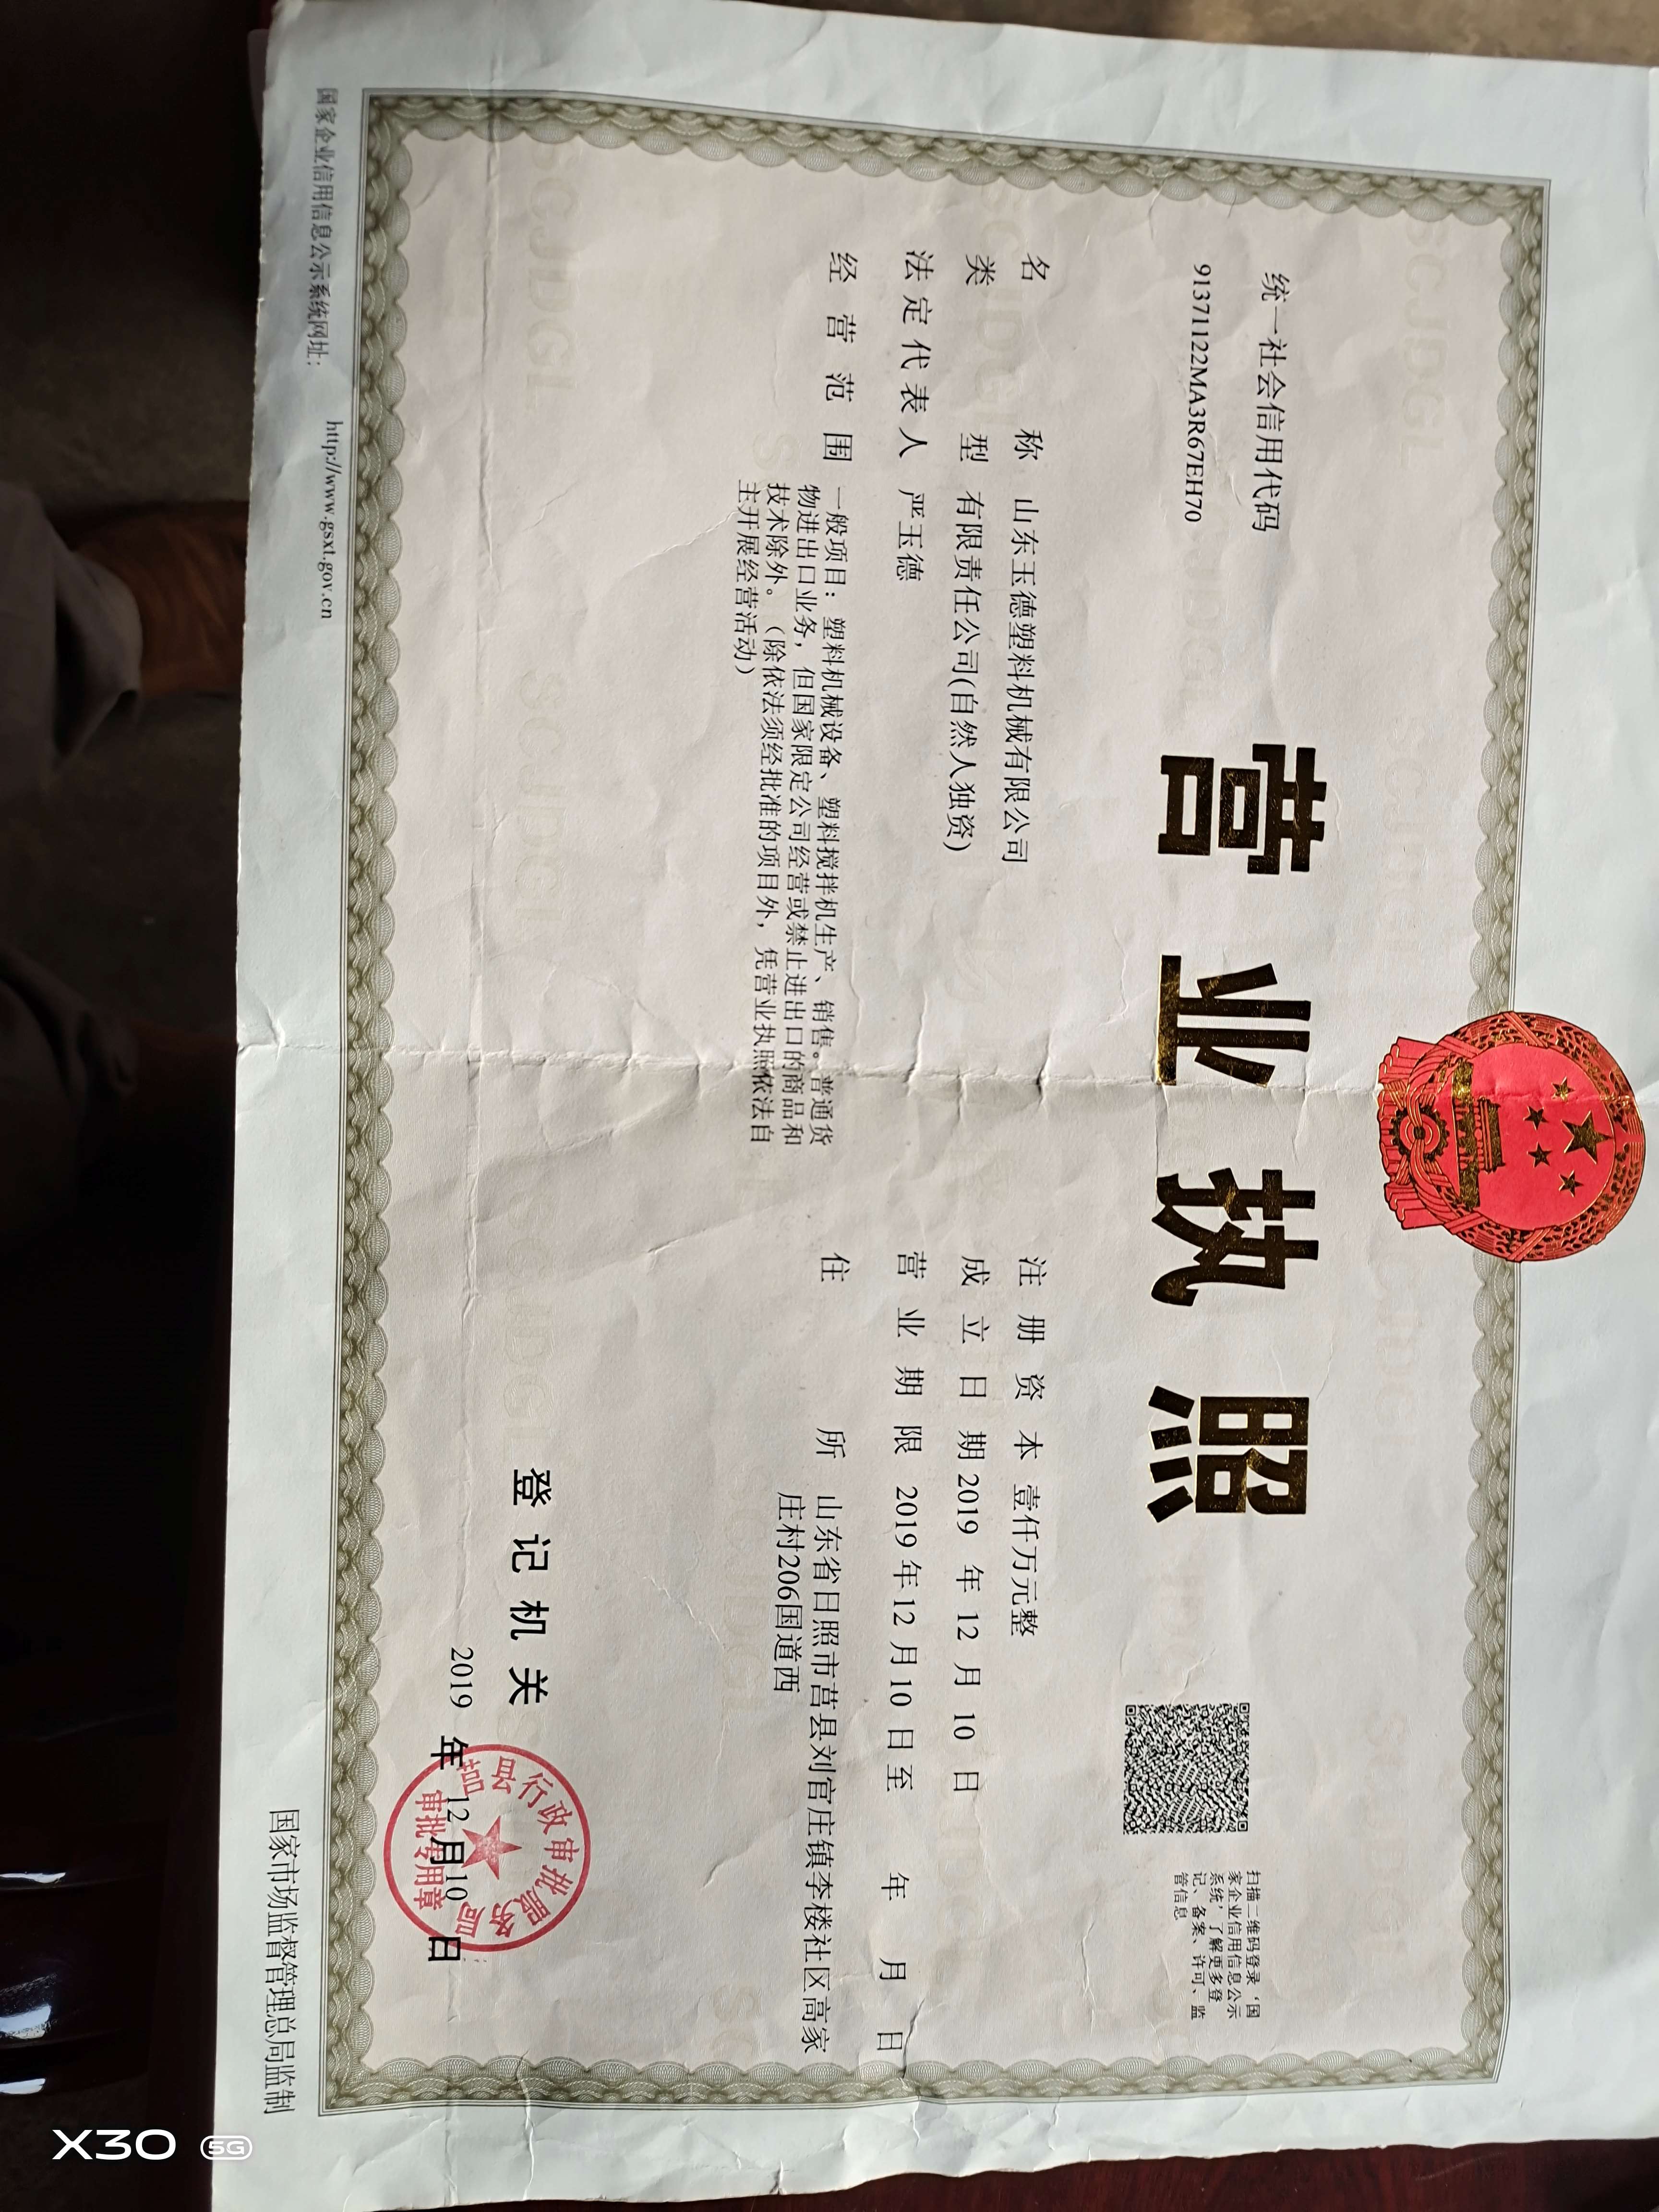 营业执照
统一社会信用代码
91371122MA3R67EH70
扫描二维码登录‘国
家企业信用信息公示
系统’了解更多登
记、备案、许可、监
管信息
名称 山东玉德塑料机械有限公司
类型 有限责任公司(自然人独资)
法定代表人 严玉德
经营范围 一般项目：塑料机械设备、塑料搅拌机生产、销售。普通货
物进出口业务，但国家限定公司经营或禁止进出口的商品和
技术除外。（除依法须经批准的项目外，凭营业执照依法自
主开展经营活动）
注册资本 壹仟万元整
成立日期 2019 年 12 月 10 日
营业期限 2019 年 12 月 10 日至 年 月 日
住所 山东省日照市莒县刘官庄镇李楼社区高家
庄村206国道西
登记机关
2019 年 12 月 10 日
莒县行政审批服务局
审批专用章
国家企业信用信息公示系统网址： http://www.gsxt.gov.cn
国家市场监督管理总局监制
X30 5G